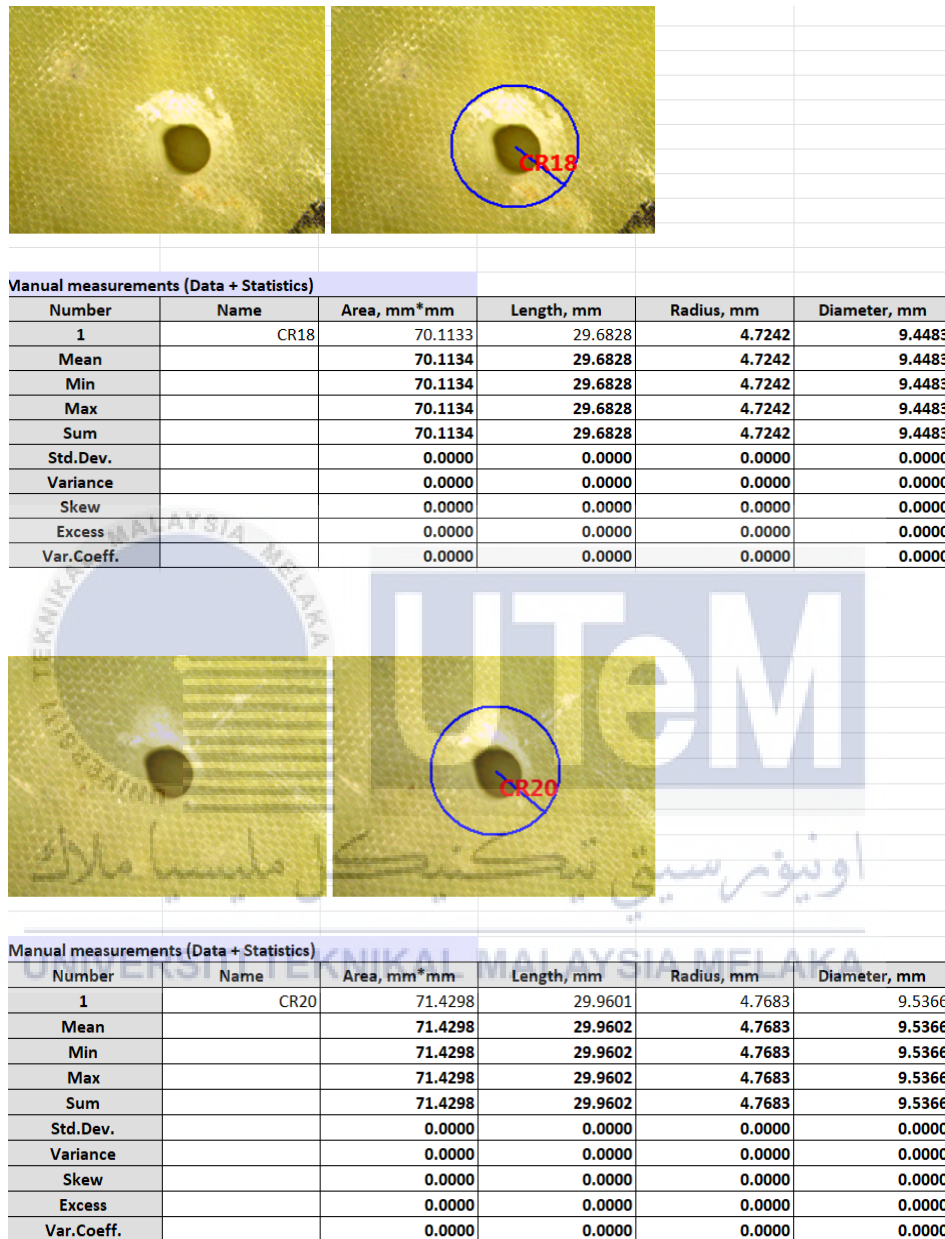 CR18
Manual measurements (Data + Statistics)
Number Name Area, mm*mm Length, mm Radius, mm Diameter, mm
1 CR18 70.1133 29.6828 4.7242 9.4483
Mean 70.1134 29.6828 4.7242 9.4483
Min 70.1134 29.6828 4.7242 9.4483
Max 70.1134 29.6828 4.7242 9.4483
Sum 70.1134 29.6828 4.7242 9.4483
Std.Dev. 0.0000 0.0000 0.0000 0.0000
Variance 0.0000 0.0000 0.0000 0.0000
Skew 0.0000 0.0000 0.0000 0.0000
Excess 0.0000 0.0000 0.0000 0.0000
Var.Coeff. 0.0000 0.0000 0.0000 0.0000
UNIVERSITI TEKNIKAL MALAYSIA MELAKA
UTeM
CR20
اونيۏرسيتي تيكنيكل مليسيا ملاك
UNIVERSITI TEKNIKAL MALAYSIA MELAKA
Manual measurements (Data + Statistics)
Number Name Area, mm*mm Length, mm Radius, mm Diameter, mm
1 CR20 71.4298 29.9601 4.7683 9.5366
Mean 71.4298 29.9602 4.7683 9.5366
Min 71.4298 29.9602 4.7683 9.5366
Max 71.4298 29.9602 4.7683 9.5366
Sum 71.4298 29.9602 4.7683 9.5366
Std.Dev. 0.0000 0.0000 0.0000 0.0000
Variance 0.0000 0.0000 0.0000 0.0000
Skew 0.0000 0.0000 0.0000 0.0000
Excess 0.0000 0.0000 0.0000 0.0000
Var.Coeff. 0.0000 0.0000 0.0000 0.0000